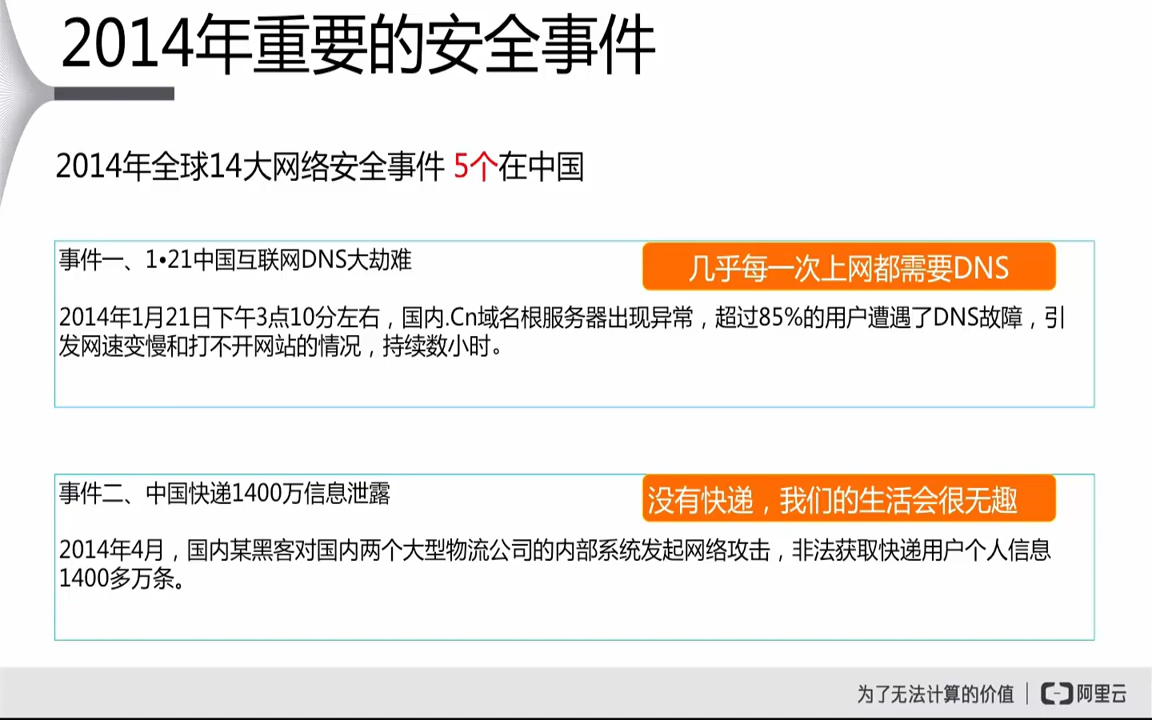 2014年重要的安全事件
2014年全球14大网络安全事件 5个在中国
事件一、1•21中国互联网DNS大劫难
几乎每一次上网都需要DNS
2014年1月21日下午3点10分左右，国内.Cn域名根服务器出现异常，超过85%的用户遭遇了DNS故障，引
发网速变慢和打不开网站的情况，持续数小时。
事件二、中国快递1400万信息泄露
没有快递，我们的生活会很无趣
2014年4月，国内某黑客对国内两个大型物流公司的内部系统发起网络攻击，非法获取快递用户个人信息
1400多万条。
为了无法计算的价值 | 阿里云